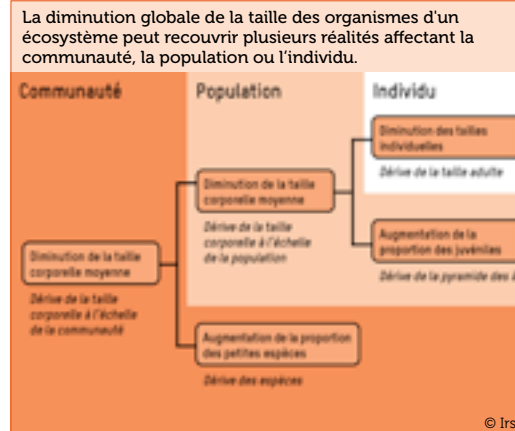 La diminution globale de la taille des organismes d'un
écosystème peut recouvrir plusieurs réalités affectant la
communauté, la population ou l'individu.
Communauté
Population
Individu
Diminution des tailles
individuelles
Dérive de la taille adulte
Diminution de la taille
corporelle moyenne
Dérive de la taille
corporelle à l'échelle
de la population
Augmentation de la
proportion des juvéniles
Dérive de la pyramide des
Diminution de la taille
corporelle moyenne
Dérive de la taille
corporelle à l'échelle
de la communauté
Augmentation de la proportion
des petites espèces
Dérive des espèces
© Irs